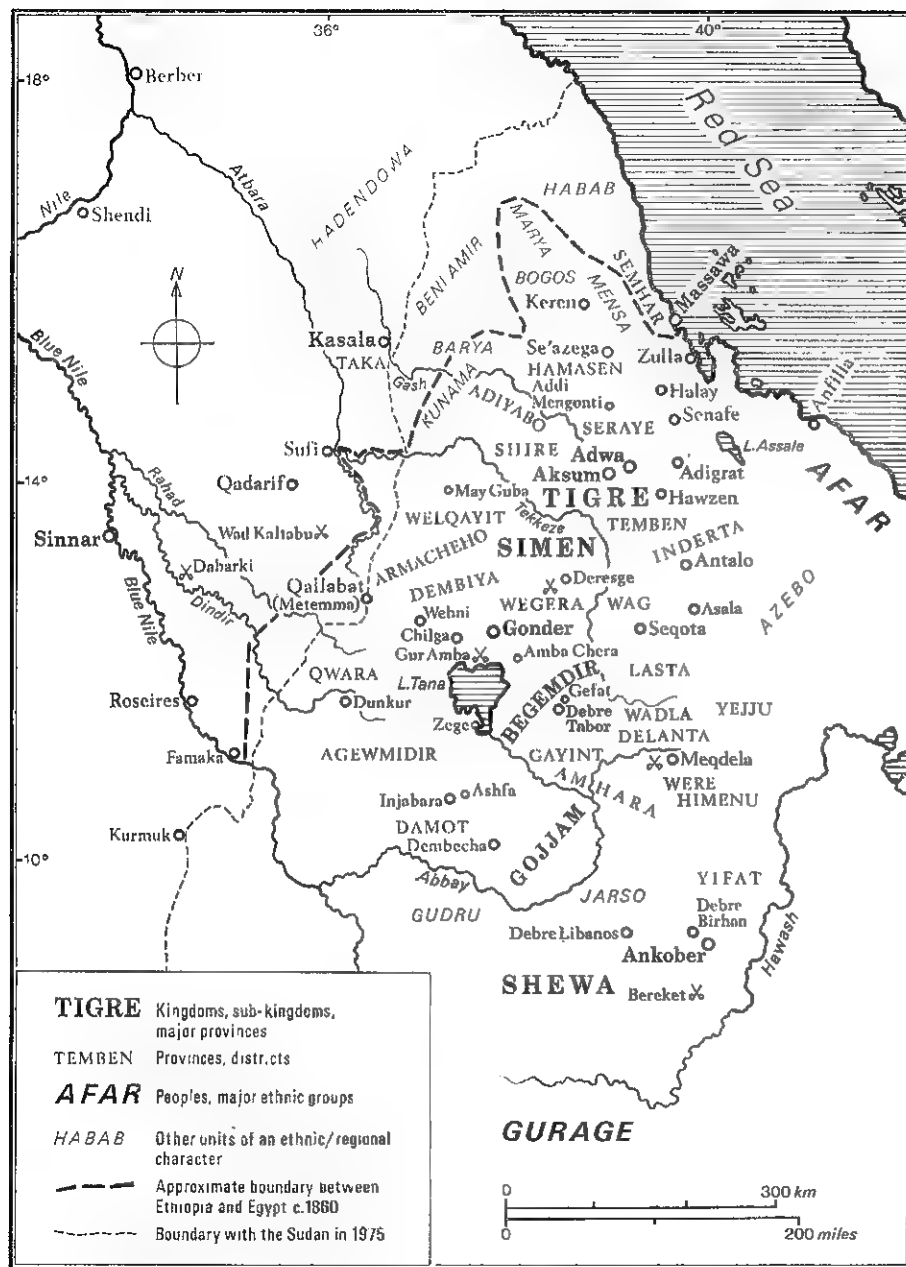 36°
40°
18°
Berber
Red Sea
Atbara
Nile
Shendi
HADENDOWA
HABAB
N
BENI AMIR
MARYA
BOGOS
Keren
MENSA
SEMHAR
Massawa
Blue Nile
Kasala
TAKA
BARYA
Se'azega
HAMASEN
Zulla
Gash
KUNAMA
ADIYABO
Addi
Mengonti
Halay
Anfilla
SERAYE
Senafe
Sufi
SHIRE
Adwa
Aksum
L.Assale
Adigrat
AFAR
14°
Rahad
Qadarif
May Guba
TIGRE
Hawzen
WELQAYIT
Tekkeze
TEMBEN
Sinnar
Wad Kaltabu
SIMEN
INDERTA
Antalo
Daharki
ARMACHEHO
Qallabat
(Metemma)
DEMBIYA
Deresge
Dindir
Blue Nile
WEGERA
WAG
Asala
AZEBO
Wehni
Chilga
Gonder
Seqota
Gur Amba
Amba Chera
QWARA
L.Tana
BEGEMDIR
LASTA
Roseires
Dunkur
Gefat
Debre
Tabor
WADLA
YEJJU
Zege
DELANTA
Famaka
AGEWMIDIR
GAYINT
Meqdela
AMHARA
WERE
HIMENU
Injabara
Ashfa
Kurmuk
DAMOT
Dembecha
GOJJAM
10°
Abbay
JARSO
YIFAT
GUDRU
Debre
Birhan
Debre Libanos
Ankober
Hawash
SHEWA
Bereket
GURAGE
TIGRE Kingdoms, sub-kingdoms,
major provinces
TEMBEN Provinces, districts
AFAR Peoples, major ethnic groups
HABAB Other units of an ethnic/regional
character
Approximate boundary between
Ethiopia and Egypt c.1860
Boundary with the Sudan in 1975
0 300 km
0 200 miles